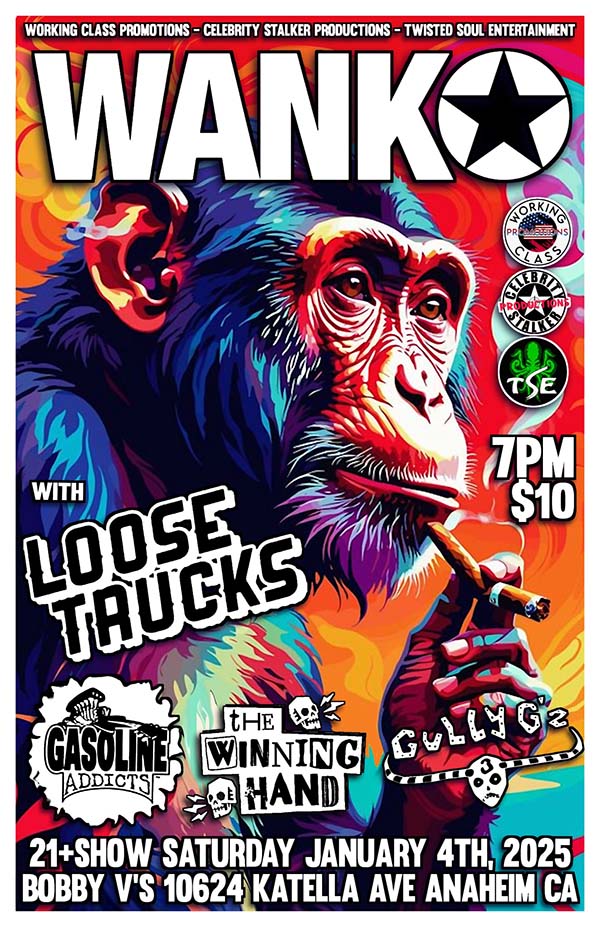 WORKING CLASS PROMOTIONS - CELEBRITY STALKER PRODUCTIONS - TWISTED SOUL ENTERTAINMENT
WANKO
WORKING
PROMOTIONS
CLASS
CELEBRITY
PRODUCTIONS
STALKER
TSE
7PM
$10
WITH
LOOSE
TRUCKS
GASOLINE
ADDICTS
THE
WINNING
HAND
GULLY G'z
21+SHOW SATURDAY JANUARY 4TH, 2025
BOBBY V'S 10624 KATELLA AVE ANAHEIM CA